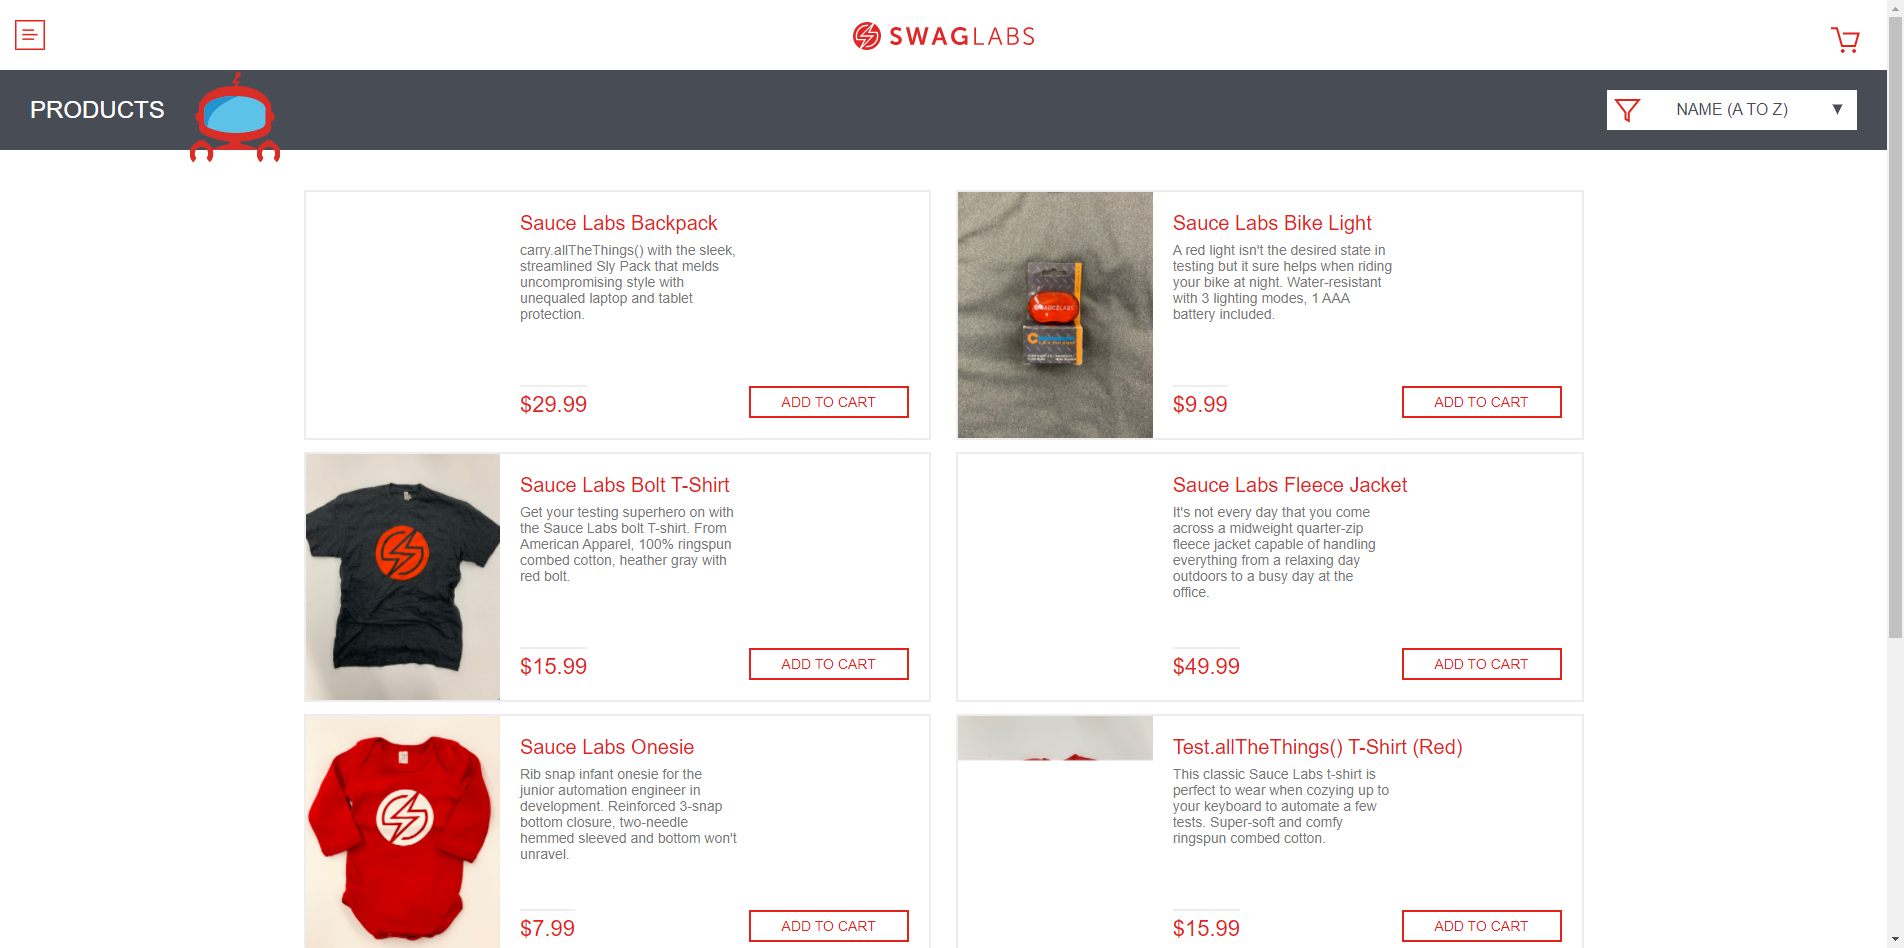 SWAGLABS
PRODUCTS
NAME (A TO Z)
Sauce Labs Backpack
carry.allTheThings() with the sleek,
streamlined Sly Pack that melds
uncompromising style with
unequaled laptop and tablet
protection.
$29.99
ADD TO CART
Sauce Labs Bike Light
A red light isn't the desired state in
testing but it sure helps when riding
your bike at night. Water-resistant
with 3 lighting modes, 1 AAA
battery included.
$9.99
ADD TO CART
SAUCELABS
Sauce Labs Bolt T-Shirt
Get your testing superhero on with
the Sauce Labs bolt T-shirt. From
American Apparel, 100% ringspun
combed cotton, heather gray with
red bolt.
$15.99
ADD TO CART
Sauce Labs Fleece Jacket
It's not every day that you come
across a midweight quarter-zip
fleece jacket capable of handling
everything from a relaxing day
outdoors to a busy day at the
office.
$49.99
ADD TO CART
Sauce Labs Onesie
Rib snap infant onesie for the
junior automation engineer in
development. Reinforced 3-snap
bottom closure, two-needle
hemmed sleeved and bottom won't
unravel.
$7.99
ADD TO CART
Test.allTheThings() T-Shirt (Red)
This classic Sauce Labs t-shirt is
perfect to wear when cozying up to
your keyboard to automate a few
tests. Super-soft and comfy
ringspun combed cotton.
$15.99
ADD TO CART